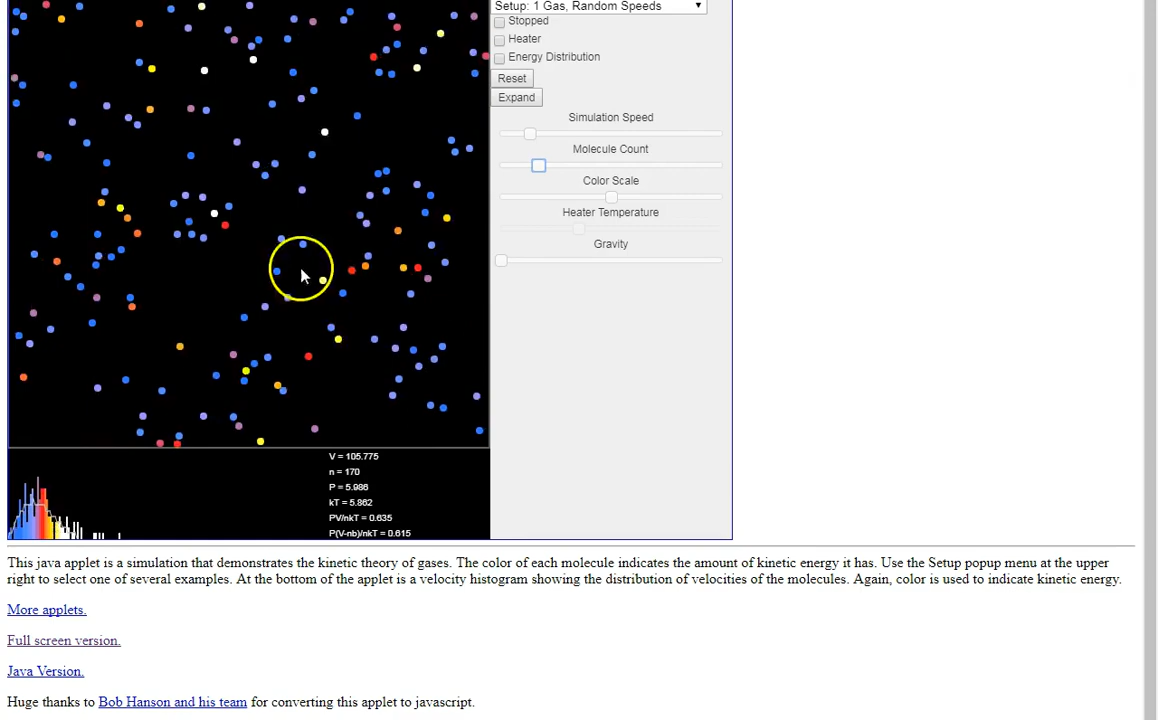 Setup: 1 Gas, Random Speeds
Stopped
Heater
Energy Distribution
Reset
Expand
Simulation Speed
Molecule Count
Color Scale
Heater Temperature
Gravity
V = 105.775
n = 170
P = 5.986
kT = 5.862
PV/nkT = 0.635
P(V-nb)/nkT = 0.615
This java applet is a simulation that demonstrates the kinetic theory of gases. The color of each molecule indicates the amount of kinetic energy it has. Use the Setup popup menu at the upper
right to select one of several examples. At the bottom of the applet is a velocity histogram showing the distribution of velocities of the molecules. Again, color is used to indicate kinetic energy.
More applets.
Full screen version.
Java Version.
Huge thanks to Bob Hanson and his team for converting this applet to javascript.